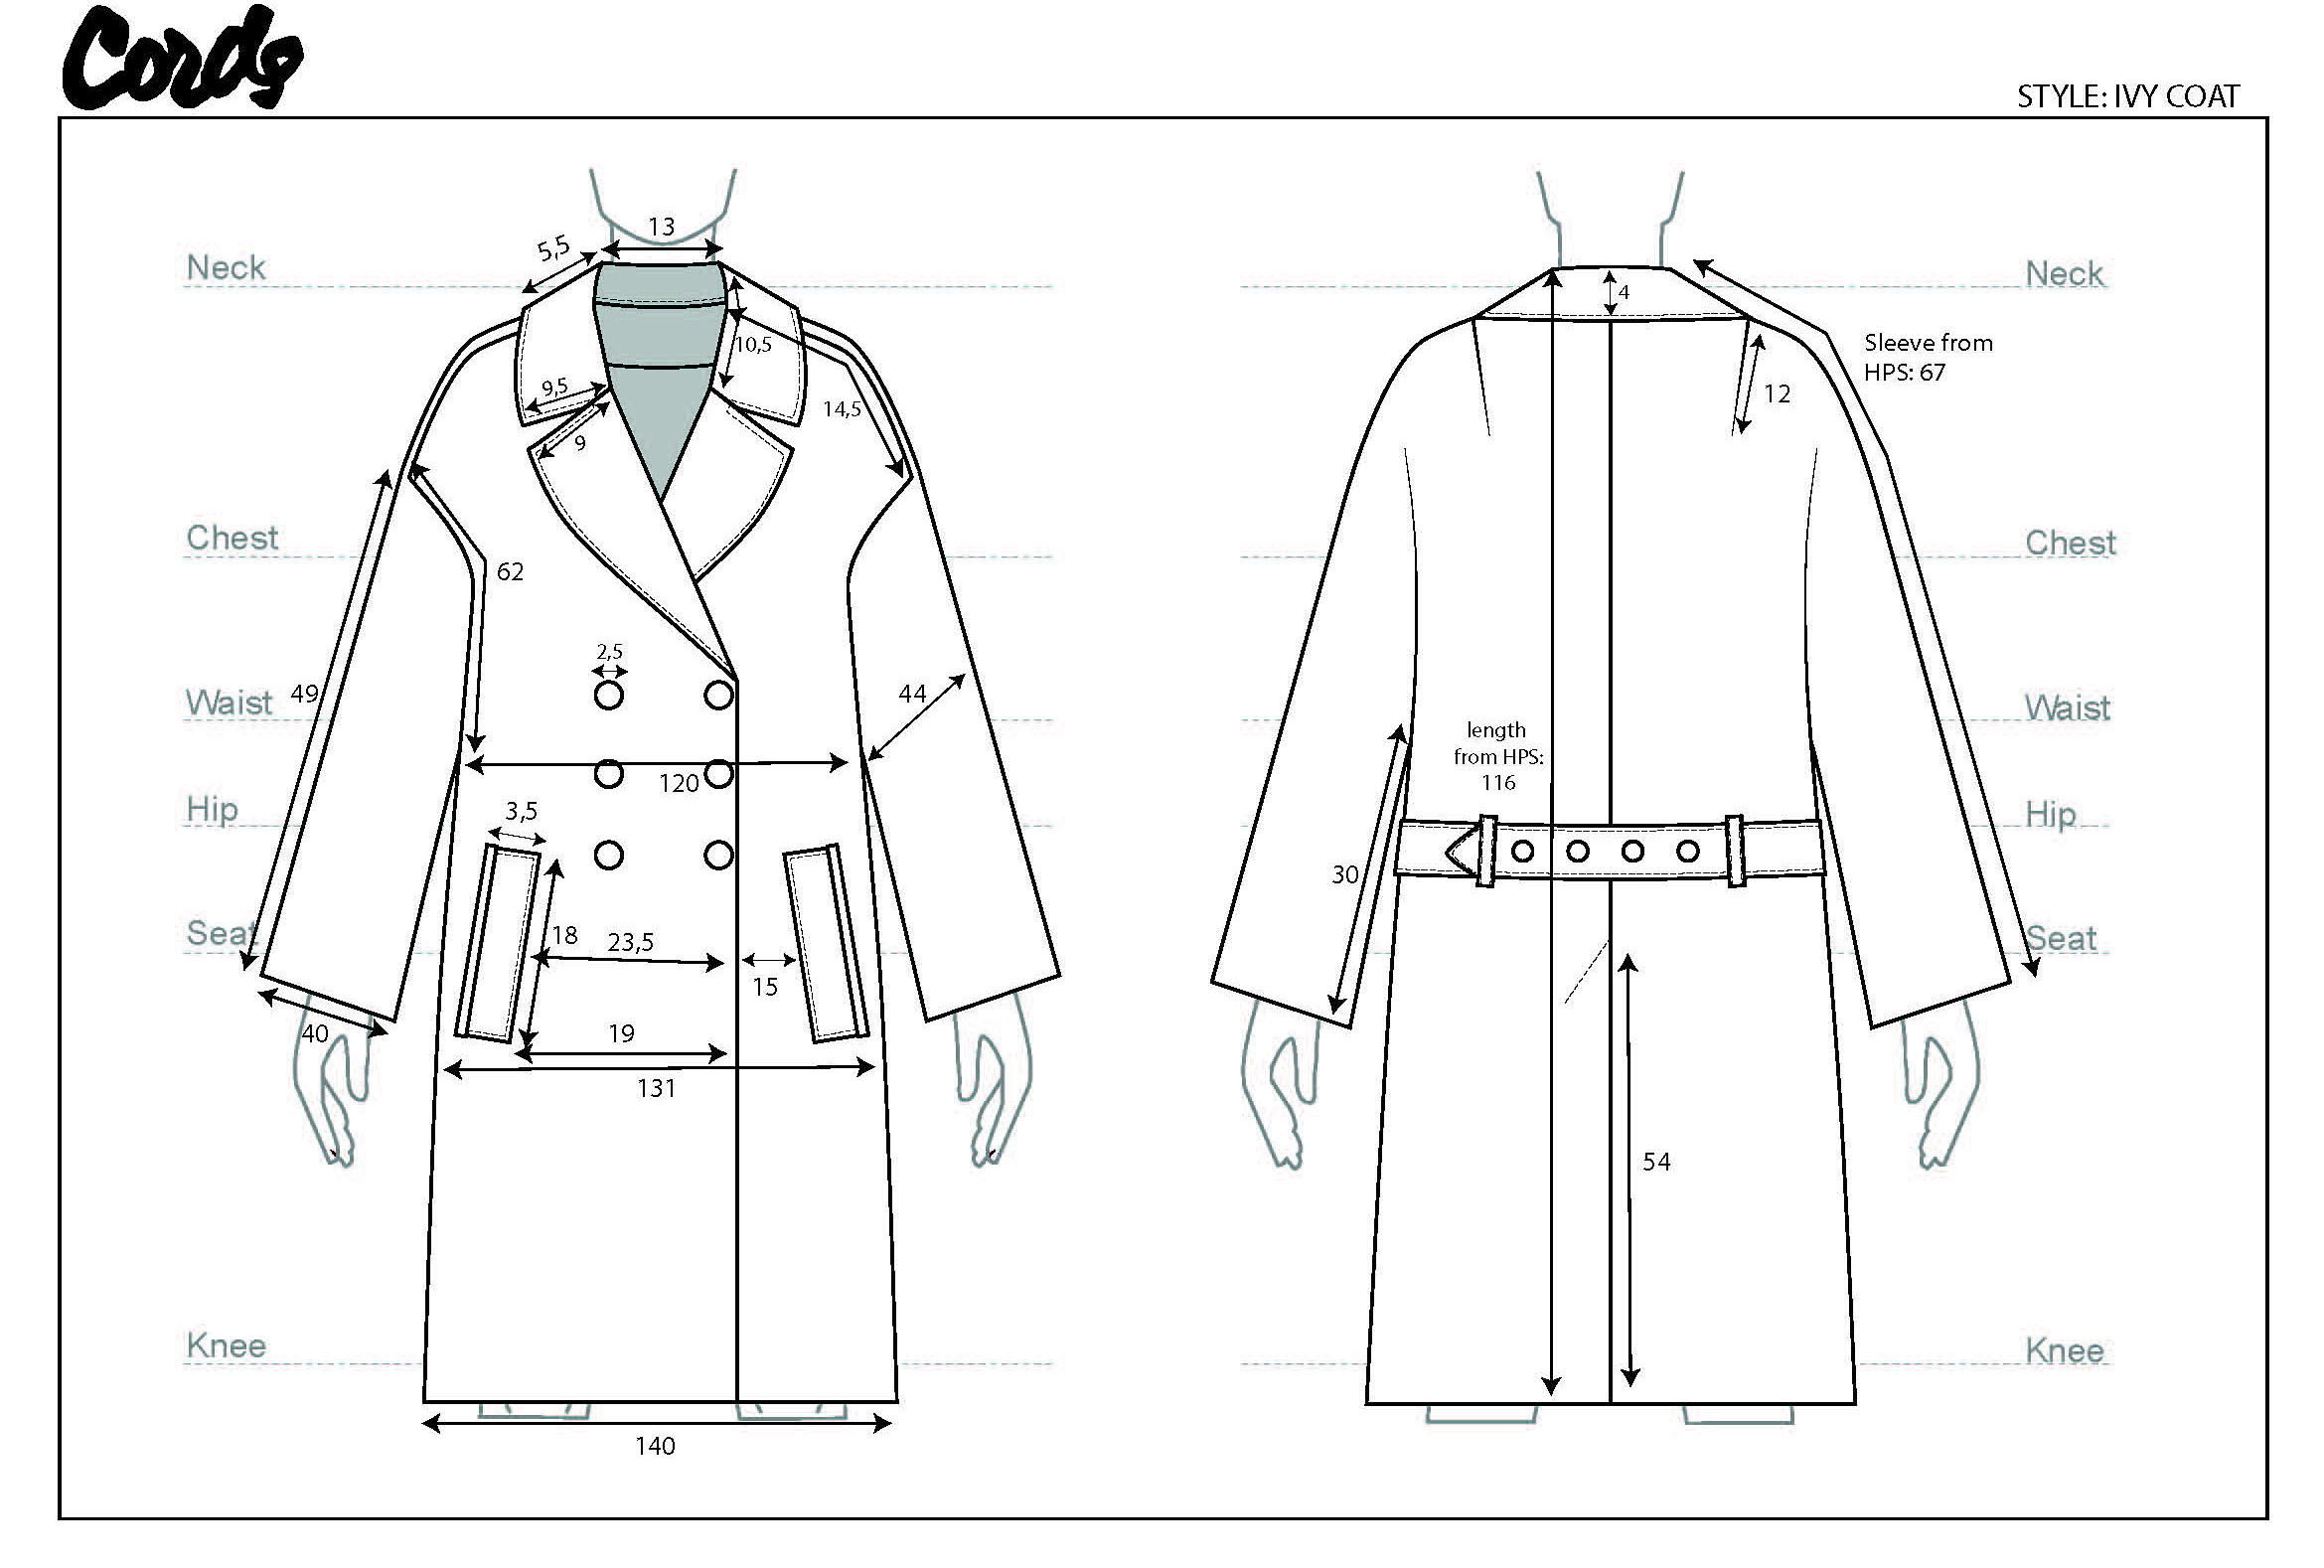 Cords
STYLE: IVY COAT
13
5,5
Neck
Neck
4
10,5
Sleeve from
HPS: 67
9,5
12
14,5
9
Chest
Chest
62
2,5
49
Waist
44
Waist
length
from HPS:
116
120
3,5
Hip
Hip
30
18
23,5
Seat
Seat
15
40
19
131
54
Knee
Knee
140